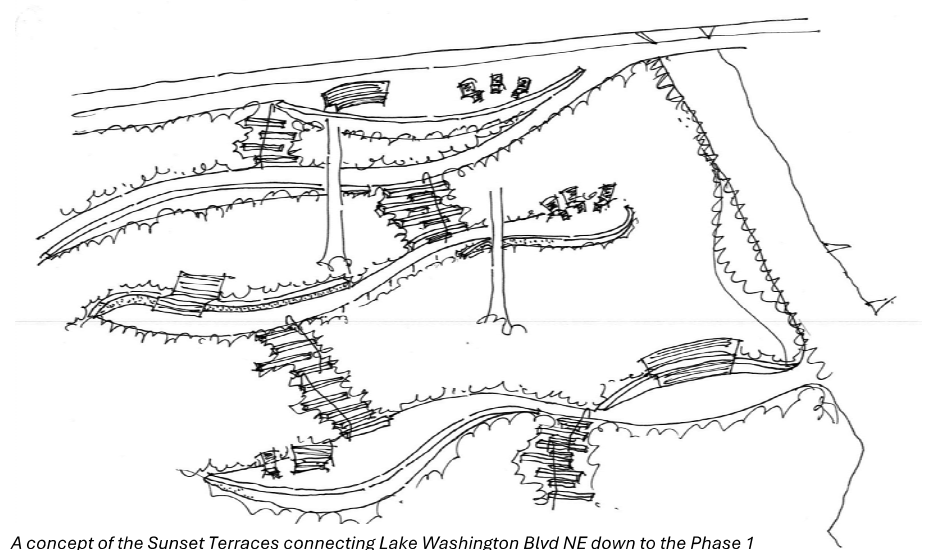 A concept of the Sunset Terraces connecting Lake Washington Blvd NE down to the Phase 1